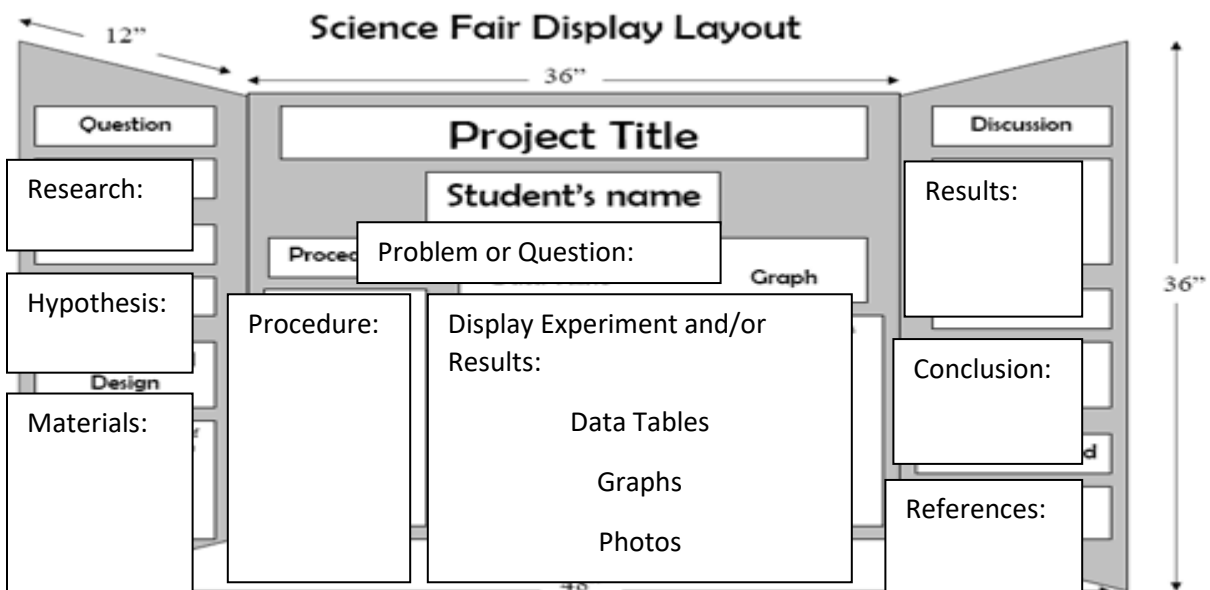 Science Fair Display Layout
12”
36”
Question
Project Title
Discussion
Research:
Student’s name
Results:
Problem or Question:
Graph
36”
Hypothesis:
Procedure:
Display Experiment and/or
Results:
Design
Conclusion:
Materials:
Data Tables
Graphs
References:
Photos